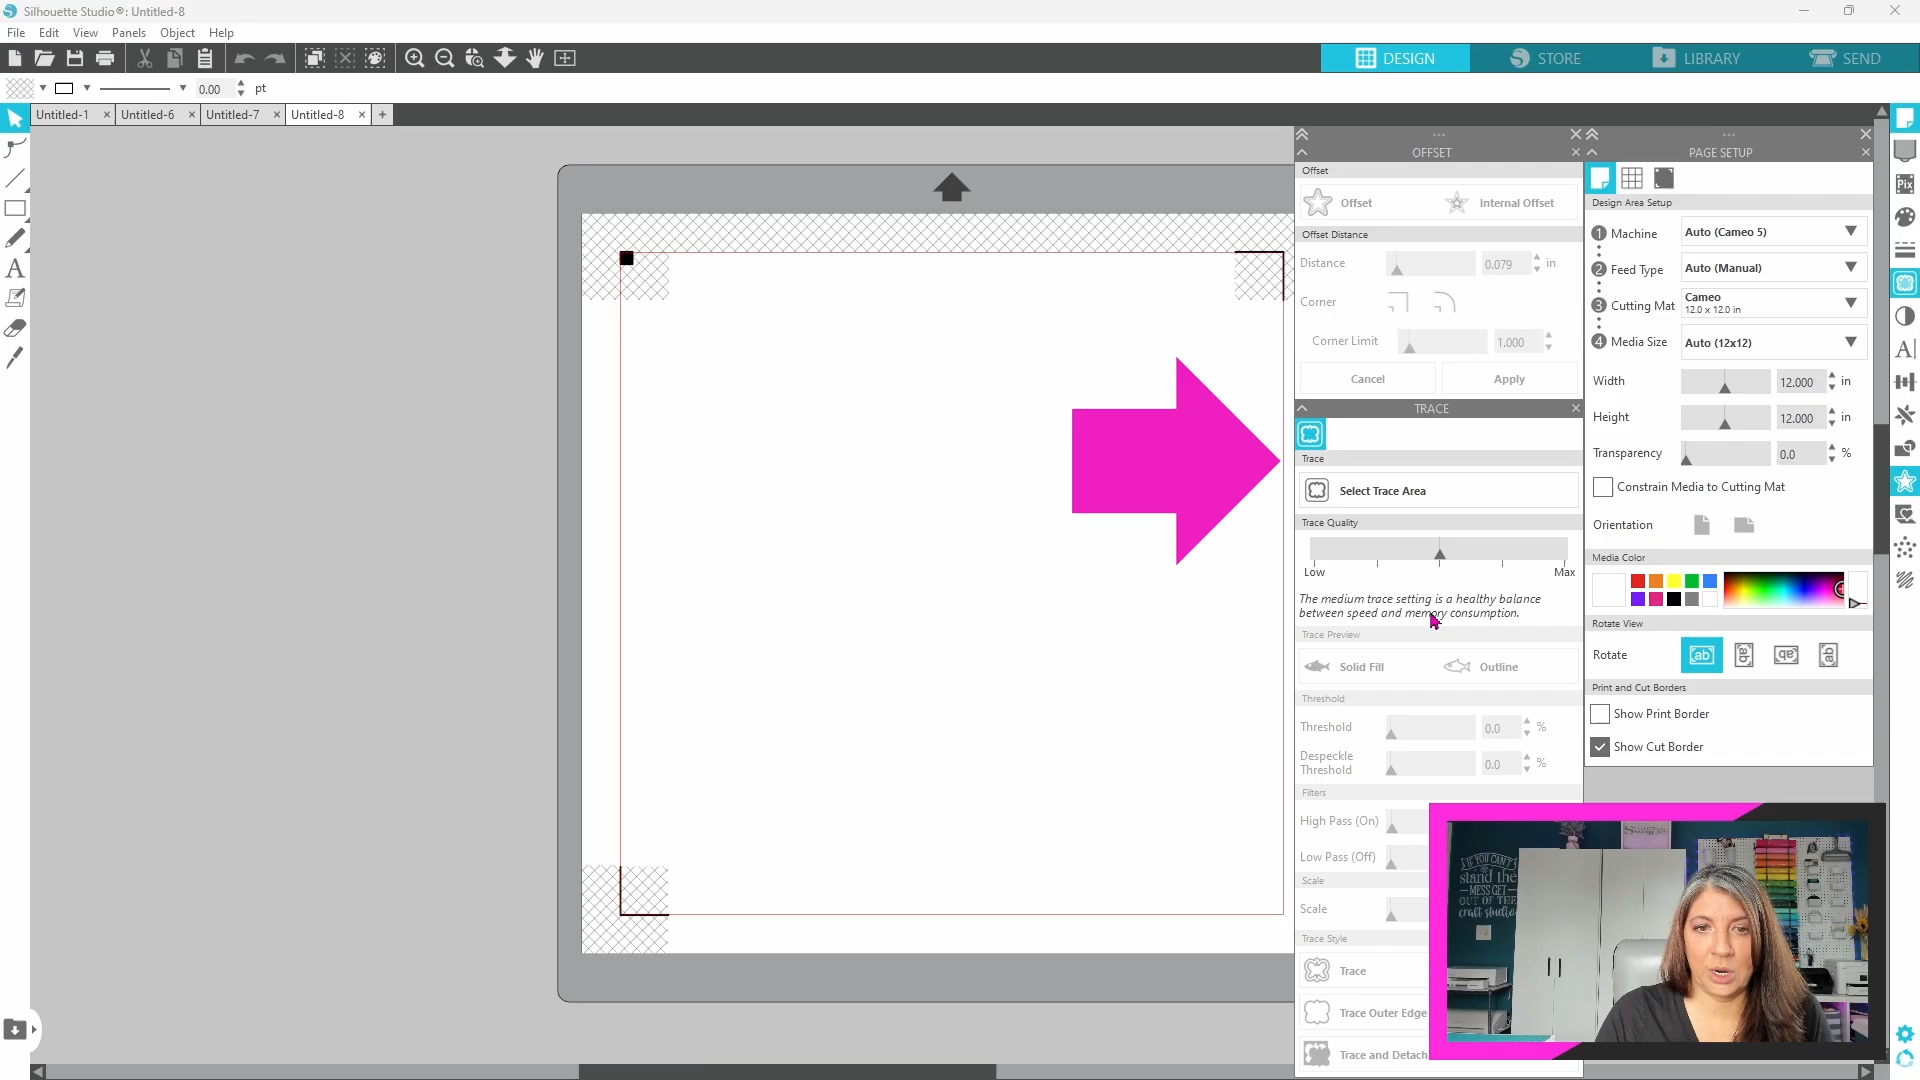 Silhouette Studio®: Untitled-8
File Edit View Panels Object Help
DESIGN STORE LIBRARY SEND
0.00 pt
Untitled-1 Untitled-6 Untitled-7 Untitled-8
OFFSET
Offset
Offset Internal Offset
Offset Distance
Distance 0.079 in
Corner
Corner Limit 1.000
Cancel Apply
TRACE
Trace
Select Trace Area
Trace Quality
Low Max
The medium trace setting is a healthy balance
between speed and memory consumption.
Trace Preview
Solid Fill Outline
Threshold
Threshold 0.0 %
Despeckle
Threshold 0.0 %
Filters
High Pass (On)
Low Pass (Off)
Scale
Scale
Trace Style
Trace
Trace Outer Edge
Trace and Detach
PAGE SETUP
Design Area Setup
1 Machine Auto (Cameo 5)
2 Feed Type Auto (Manual)
3 Cutting Mat Cameo
12.0 x 12.0 in
4 Media Size Auto (12x12)
Width 12.000 in
Height 12.000 in
Transparency 0.0 %
Constrain Media to Cutting Mat
Orientation
Media Color
Rotate View
Rotate ab ab ab ab
Print and Cut Borders
Show Print Border
Show Cut Border
Pix
A
A
IF YOU CAN'T
stand the
MESS GET
OUT OF THE
craft studio